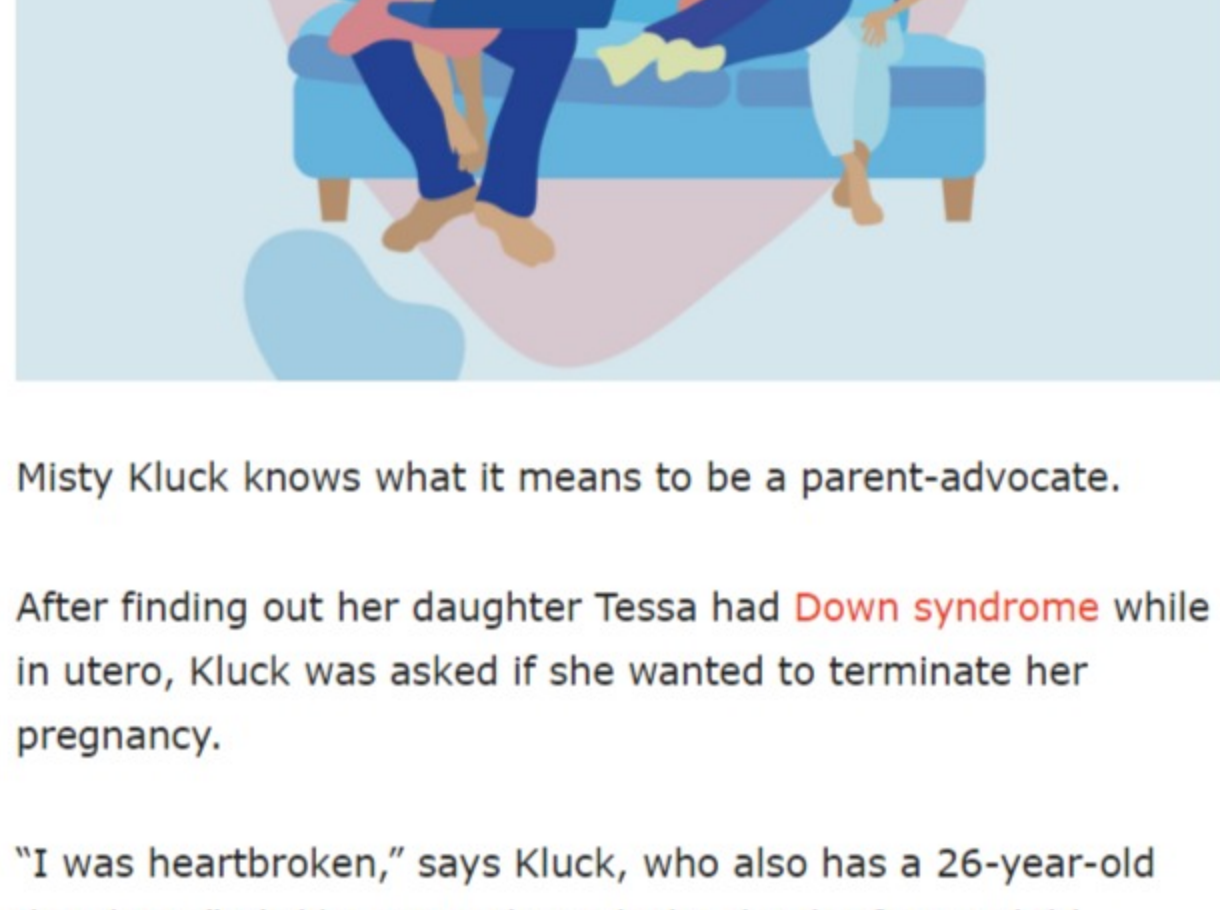 Misty Kluck knows what it means to be a parent-advocate.
After finding out her daughter Tessa had Down syndrome while
in utero, Kluck was asked if she wanted to terminate her
pregnancy.
“I was heartbroken,” says Kluck, who also has a 26-year-old